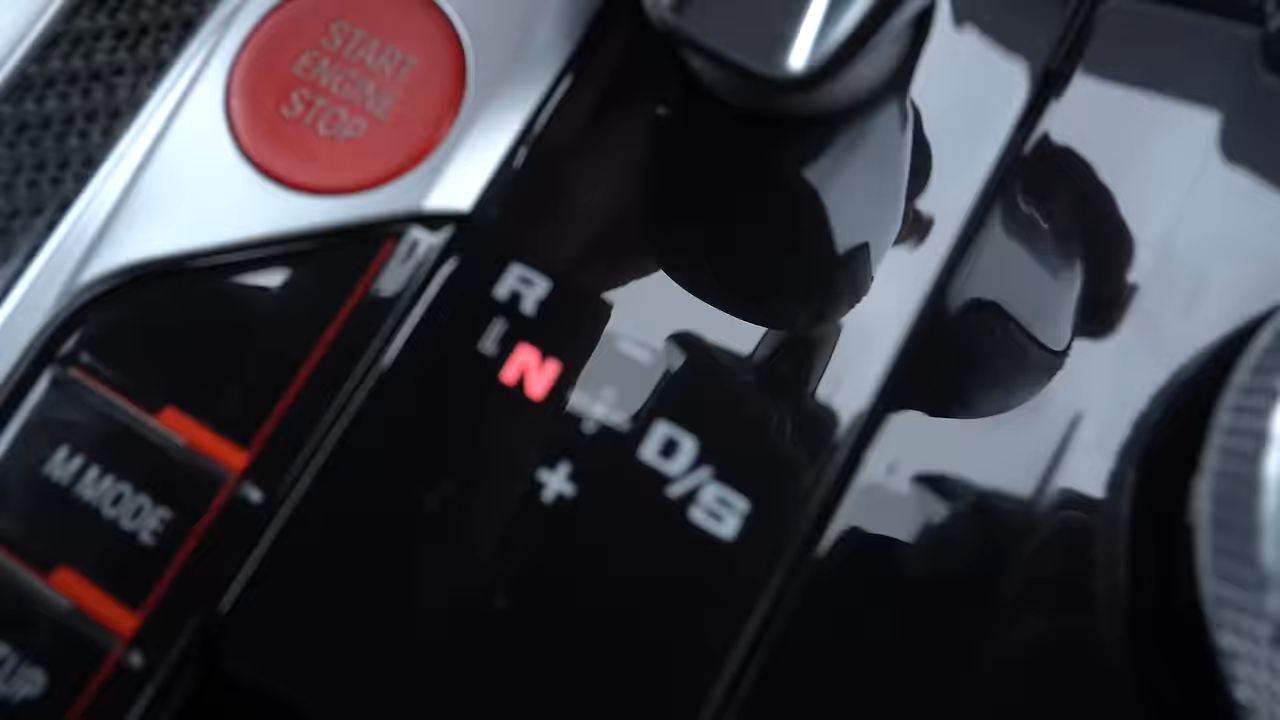 START
ENGINE
STOP
R
N
D/S
+
M MODE